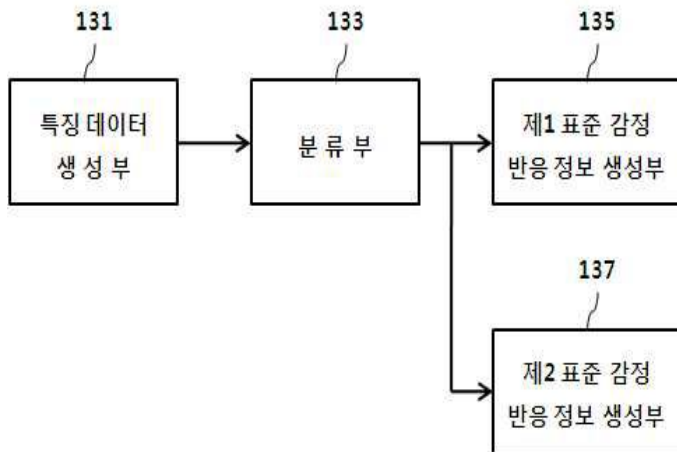 131
133
135
특징 데이터
생 성 부
분 류 부
제1 표준 감정
반응 정보 생성부
137
제2 표준 감정
반응 정보 생성부